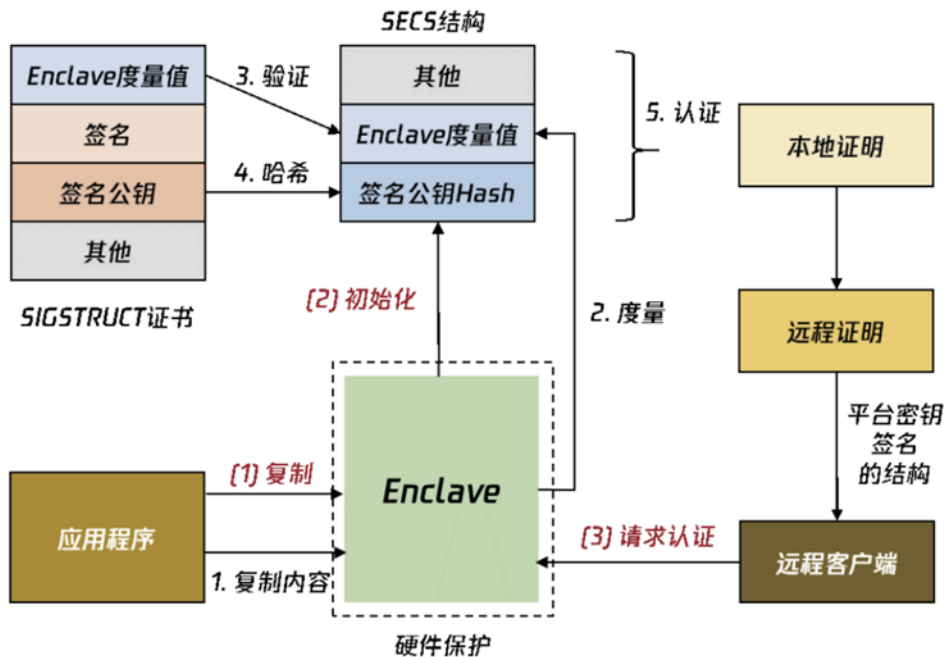 SECS结构
Enclave度量值
签名
签名公钥
其他
SIGSTRUCT证书
3. 验证
4. 哈希
其他
Enclave度量值
签名公钥Hash
5. 认证
本地证明
(2) 初始化
2. 度量
远程证明
平台密钥
签名
的结构
应用程序
(1) 复制
1. 复制内容
Enclave
硬件保护
(3) 请求认证
远程客户端